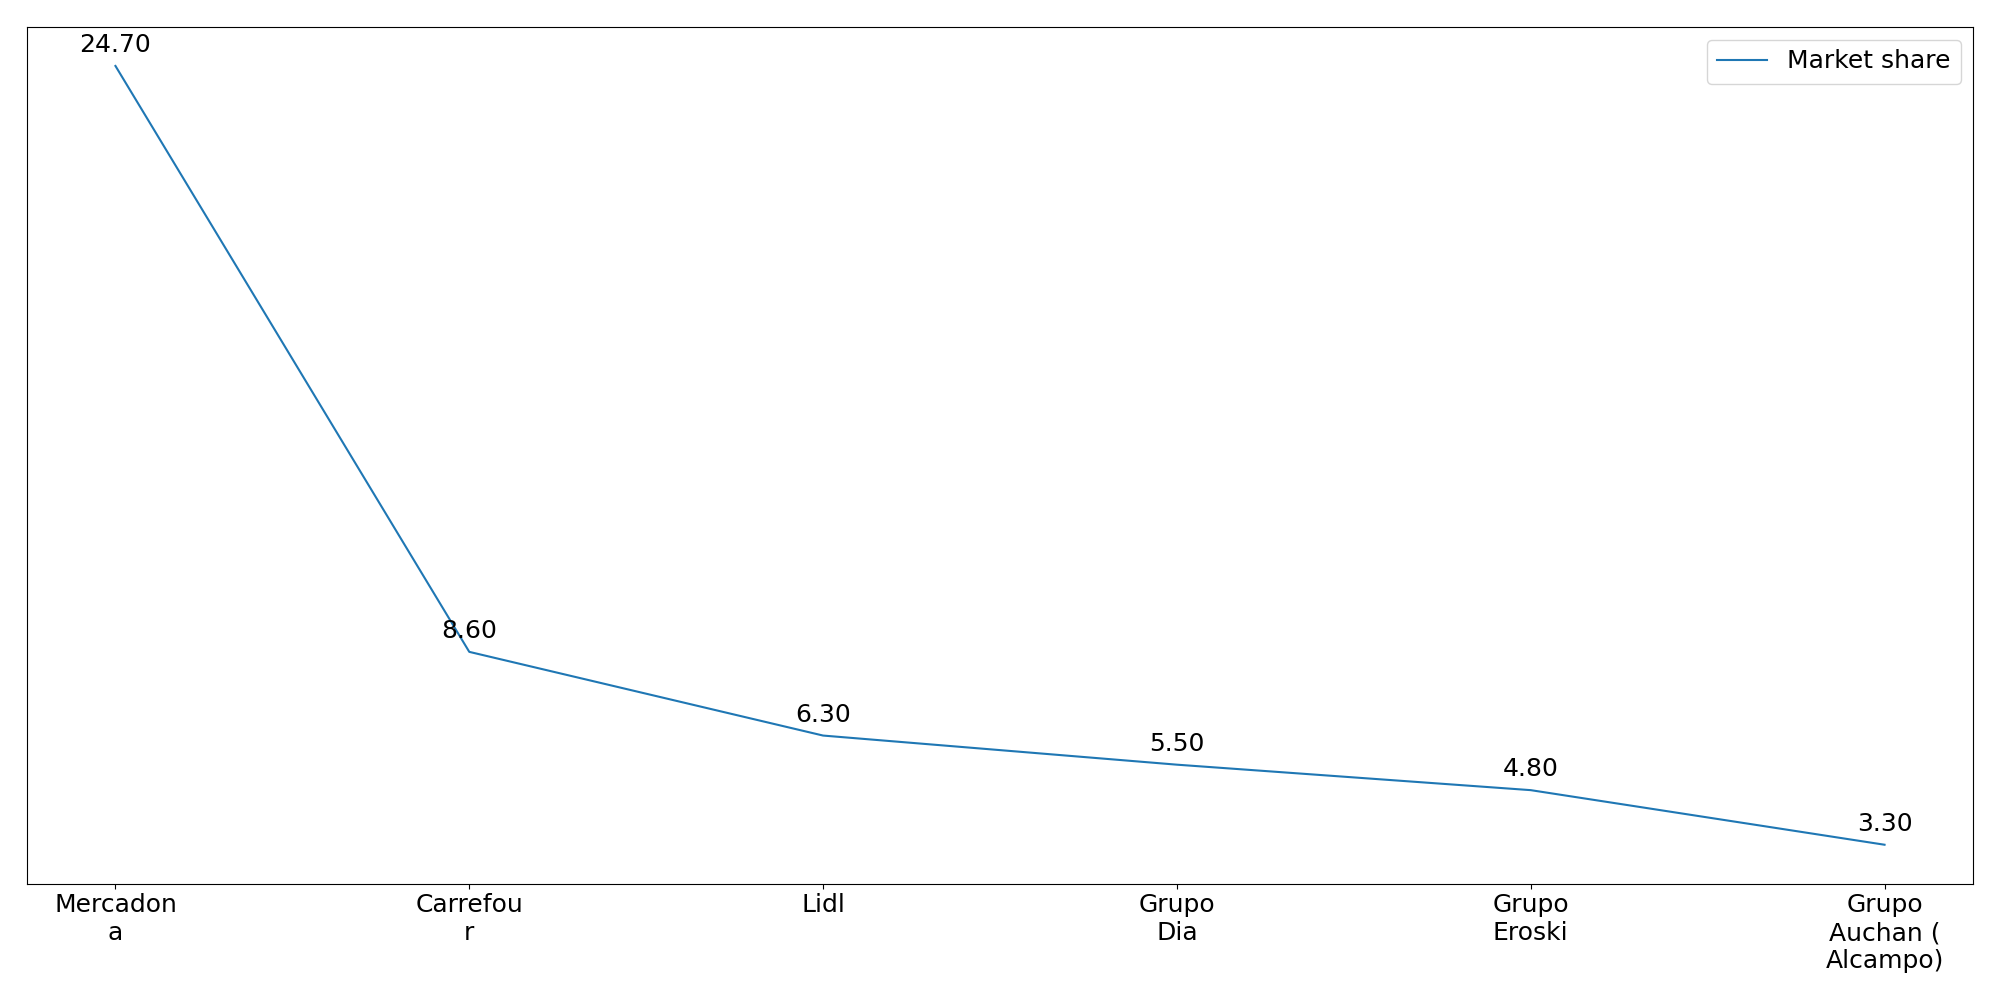 24.70
Market share
8.60
6.30
5.50
4.80
3.30
Mercadon
a
Carrefou
r
Lidl
Grupo
Dia
Grupo
Eroski
Grupo
Auchan (
Alcampo)